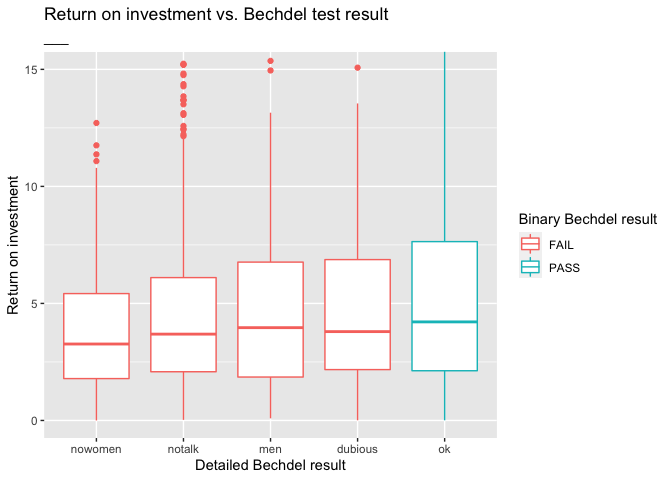 Return on investment vs. Bechdel test result
___
Return on investment
15
10
5
0
nowomen notalk men dubious ok
Detailed Bechdel result
Binary Bechdel result
FAIL
PASS